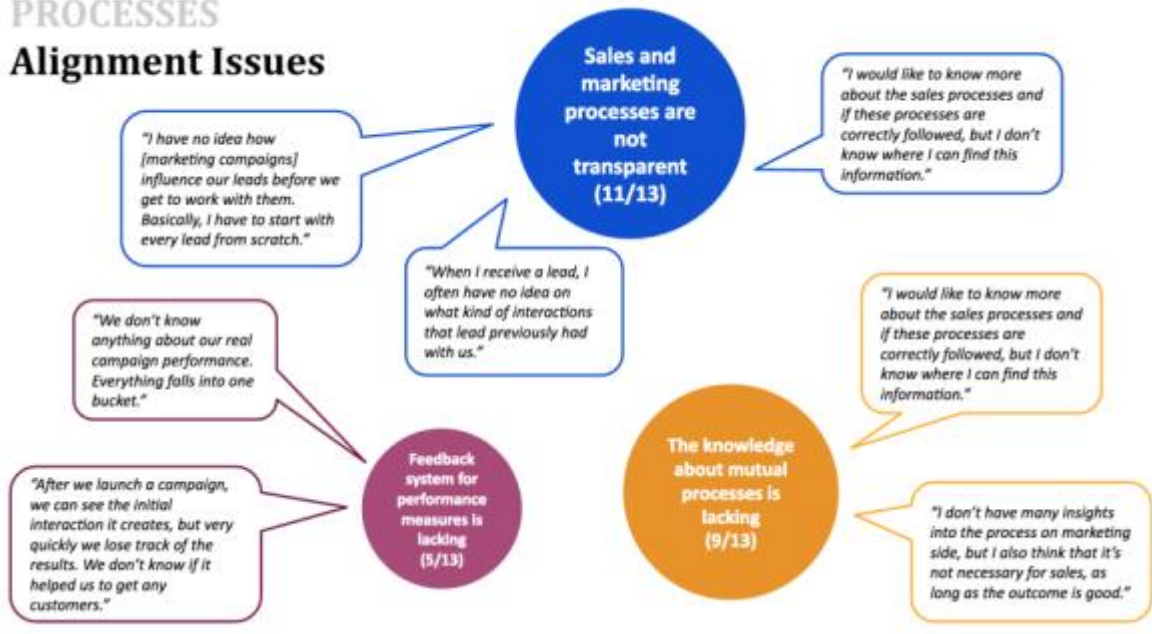 PROCESSES
Alignment Issues
Sales and
marketing
processes are
not
transparent
(11/13)
"I have no idea how
[marketing campaigns]
influence our leads before we
get to work with them.
Basically, I have to start with
every lead from scratch."
"I would like to know more
about the sales processes and
if these processes are
correctly followed, but I don't
know where I can find this
information."
"When I receive a lead, I
often have no idea on
what kind of interactions
that lead previously had
with us."
"We don't know
anything about our real
campaign performance.
Everything falls into one
bucket."
"I would like to know more
about the sales processes and
if these processes are
correctly followed, but I don't
know where I can find this
information."
Feedback
system for
performance
measures is
lacking
(5/13)
The knowledge
about mutual
processes is
lacking
(9/13)
"After we launch a campaign,
we can see the initial
interaction it creates, but very
quickly we lose track of the
results. We don't know if it
helped us to get any
customers."
"I don't have many insights
into the process on marketing
side, but I also think that it's
not necessary for sales, as
long as the outcome is good."